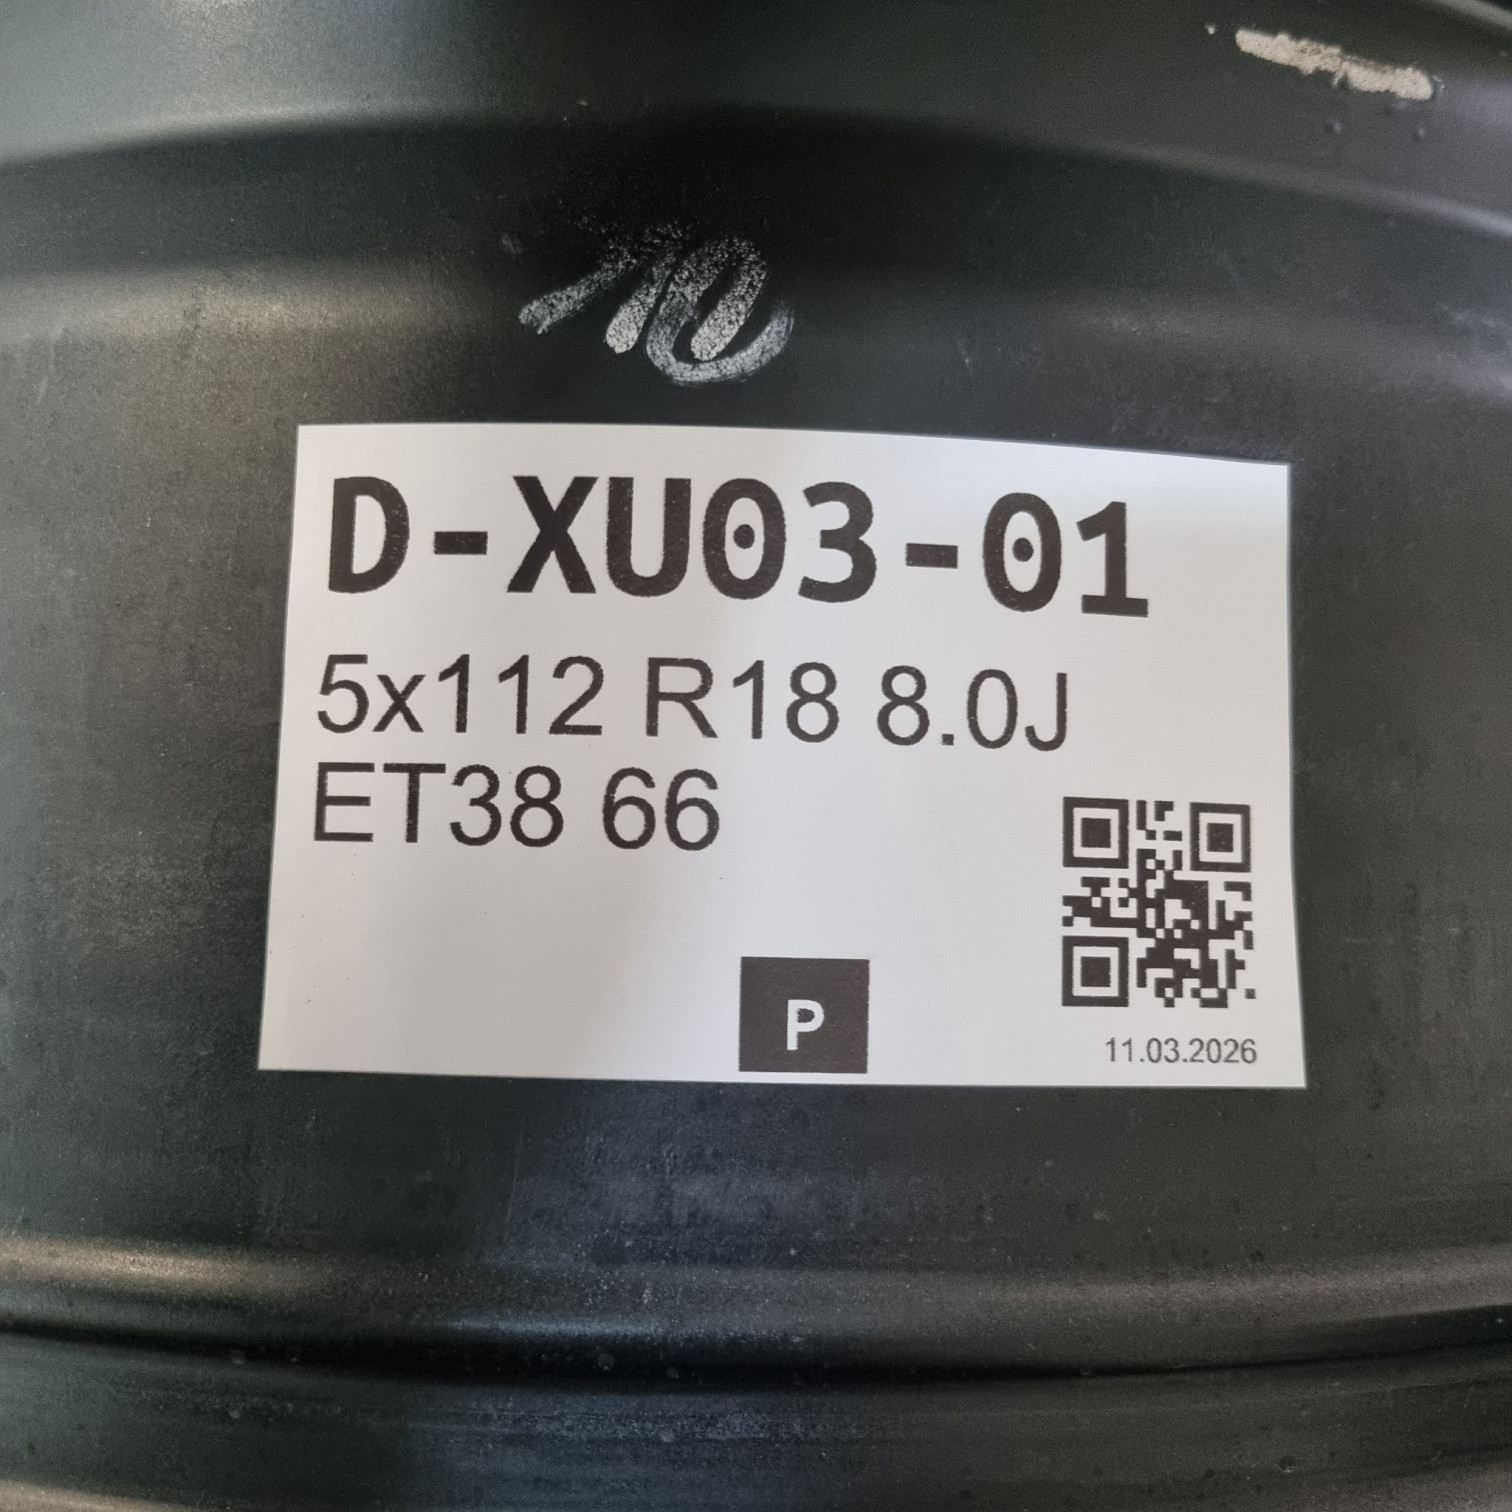 D-XU03-01
5x112 R18 8.0J
ET38 66
P
11.03.2026